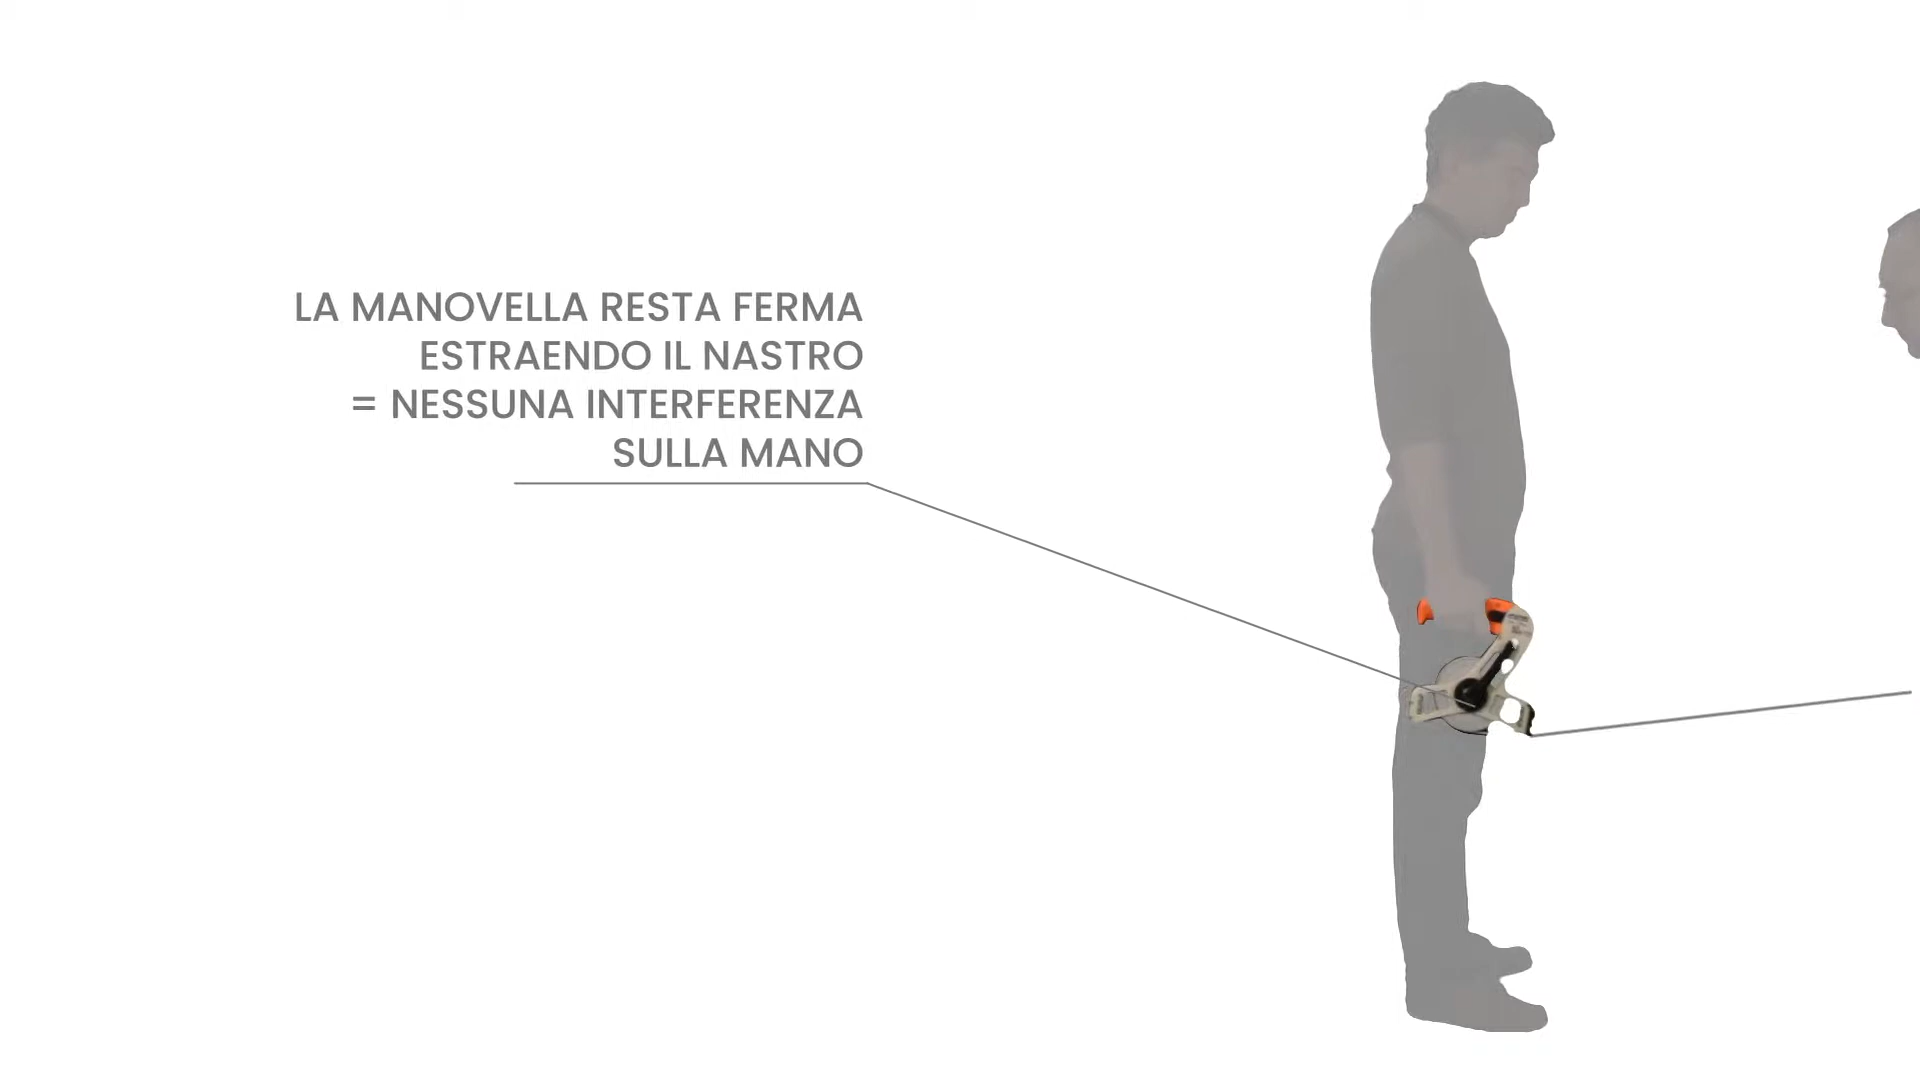 LA MANOVELLA RESTA FERMA
ESTRAENDO IL NASTRO
= NESSUNA INTERFERENZA
SULLA MANO